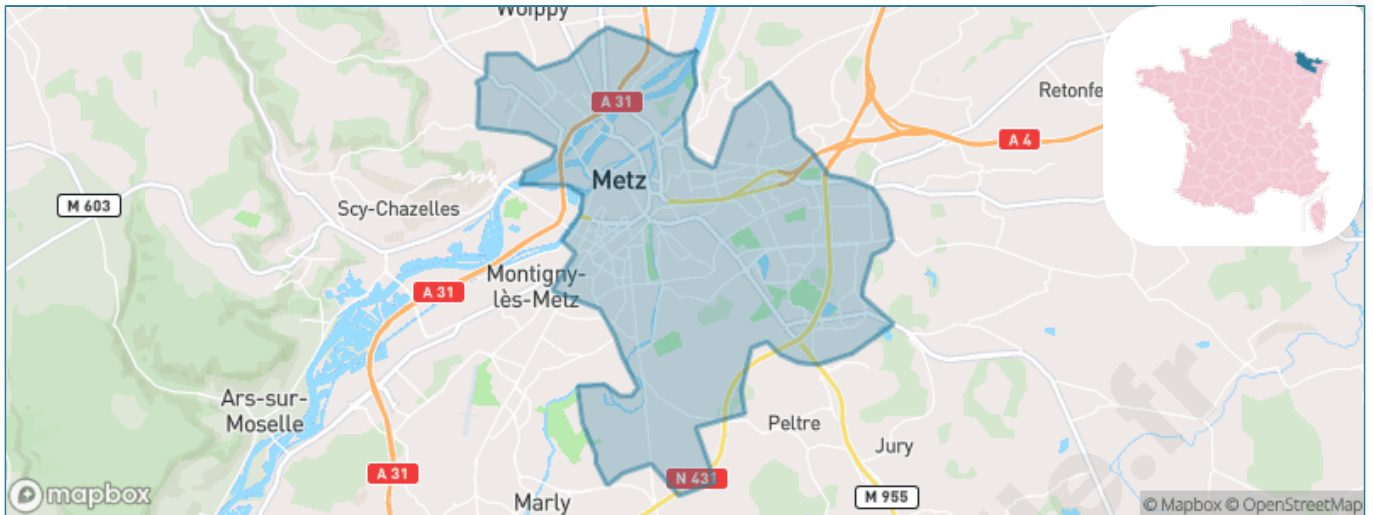 Woippy
A 31
Retonfe
A 4
Metz
M 603
Scy-Chazelles
Montigny-
lès-Metz
A 31
Ars-sur-
Moselle
Peltre
Jury
A 31
N 431
M 955
Marly
mapbox
© Mapbox © OpenStreetMap